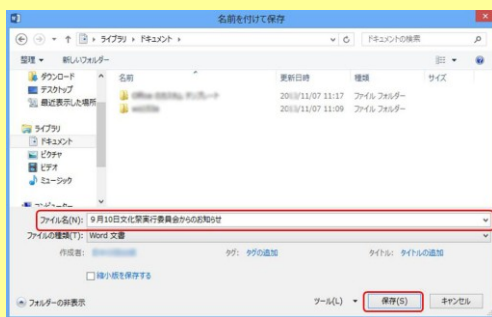 名前を付けて保存
ライブラリ ▸ ドキュメント ▸
ドキュメントの検索
整理 新しいフォルダー
ダウンロード
デスクトップ
最近表示した場所
ライブラリ
ドキュメント
ピクチャ
ビデオ
ミュージック
名前 更新日時 種類 サイズ
11/07 11:17 ファイル フォルダー
11/07 11:09 ファイル フォルダー
ファイル名(N): 9月10日文化祭実行委員会からのお知らせ
ファイルの種類(T): Word 文書
作成者: タグ: タグの追加 タイトル: タイトルの追加
縮小版を保存する
フォルダーの非表示 ツール(L) 保存(S) キャンセル